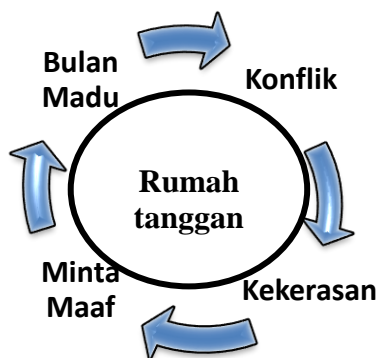 Bulan
Madu
Konflik
Rumah
tanggan
Minta
Maaf
Kekerasan